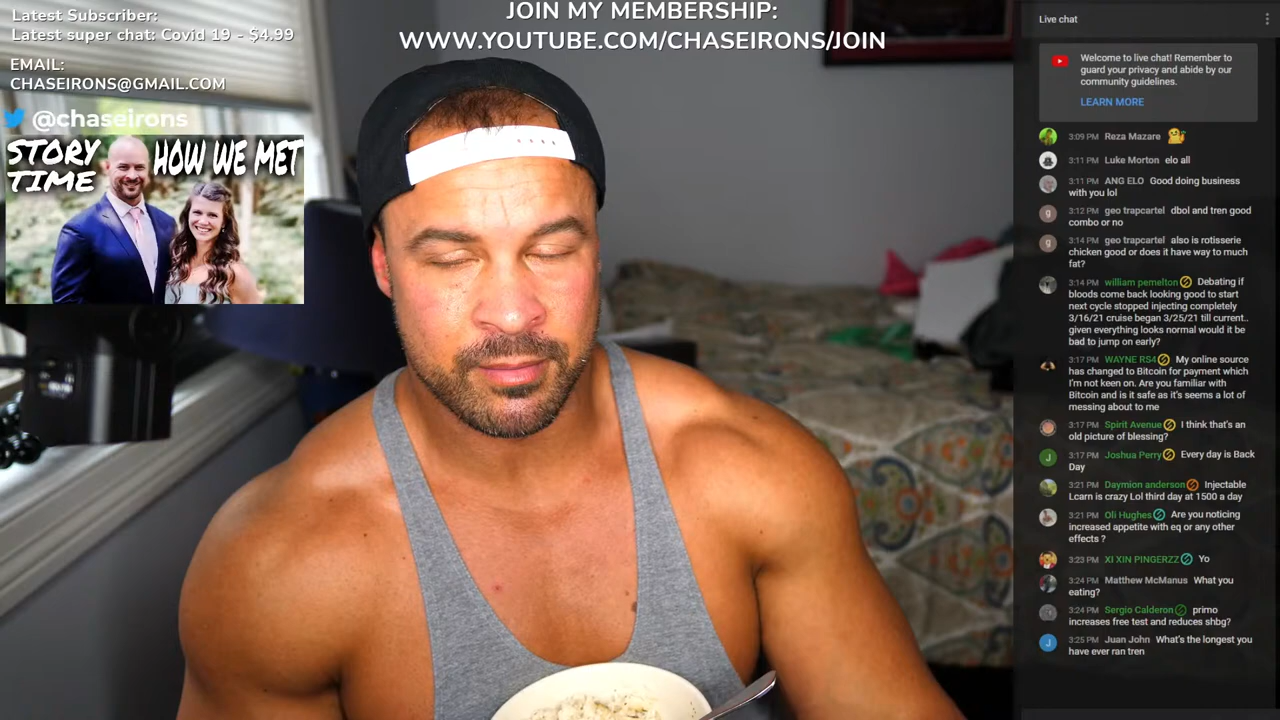 Latest Subscriber:
Latest super chat: Covid 19 - $4.99
EMAIL:
CHASEIRONS@GMAIL.COM
@chaseirons
STORY TIME
HOW WE MET
JOIN MY MEMBERSHIP:
WWW.YOUTUBE.COM/CHASEIRONS/JOIN
Live chat
Welcome to live chat! Remember to
guard your privacy and abide by our
community guidelines.
LEARN MORE
3:09 PM Reza Mazare
3:11 PM Luke Morton elo all
3:11 PM ANG ELO Good doing business
with you lol
g
3:12 PM geo trapcartel dbol and tren good
combo or no
g
3:14 PM geo trapcartel also is rotisserie
chicken good or does it have way to much
fat?
3:14 PM william pemelton Debating if
bloods come back looking good to start
next cycle stopped injecting completely
3/16/21 cruise began 3/25/21 till current..
given everything looks normal would it be
bad to jump on early?
3:17 PM WAYNE RS4 My online source
has changed to Bitcoin for payment which
I'm not keen on. Are you familiar with
Bitcoin and is it safe as it's seems a lot of
messing about to me
3:17 PM Spirit Avenue I think that's an
old picture of blessing?
J
3:17 PM Joshua Perry Every day is Back
Day
3:21 PM Daymion anderson Injectable
Lcarn is crazy Lol third day at 1500 a day
3:21 PM Oli Hughes Are you noticing
increased appetite with eq or any other
effects ?
3:23 PM XI XIN PINGERZZ Yo
3:24 PM Matthew McManus What you
eating?
3:24 PM Sergio Calderon primo
increases free test and reduces shbg?
J
3:25 PM Juan John What's the longest you
have ever ran tren